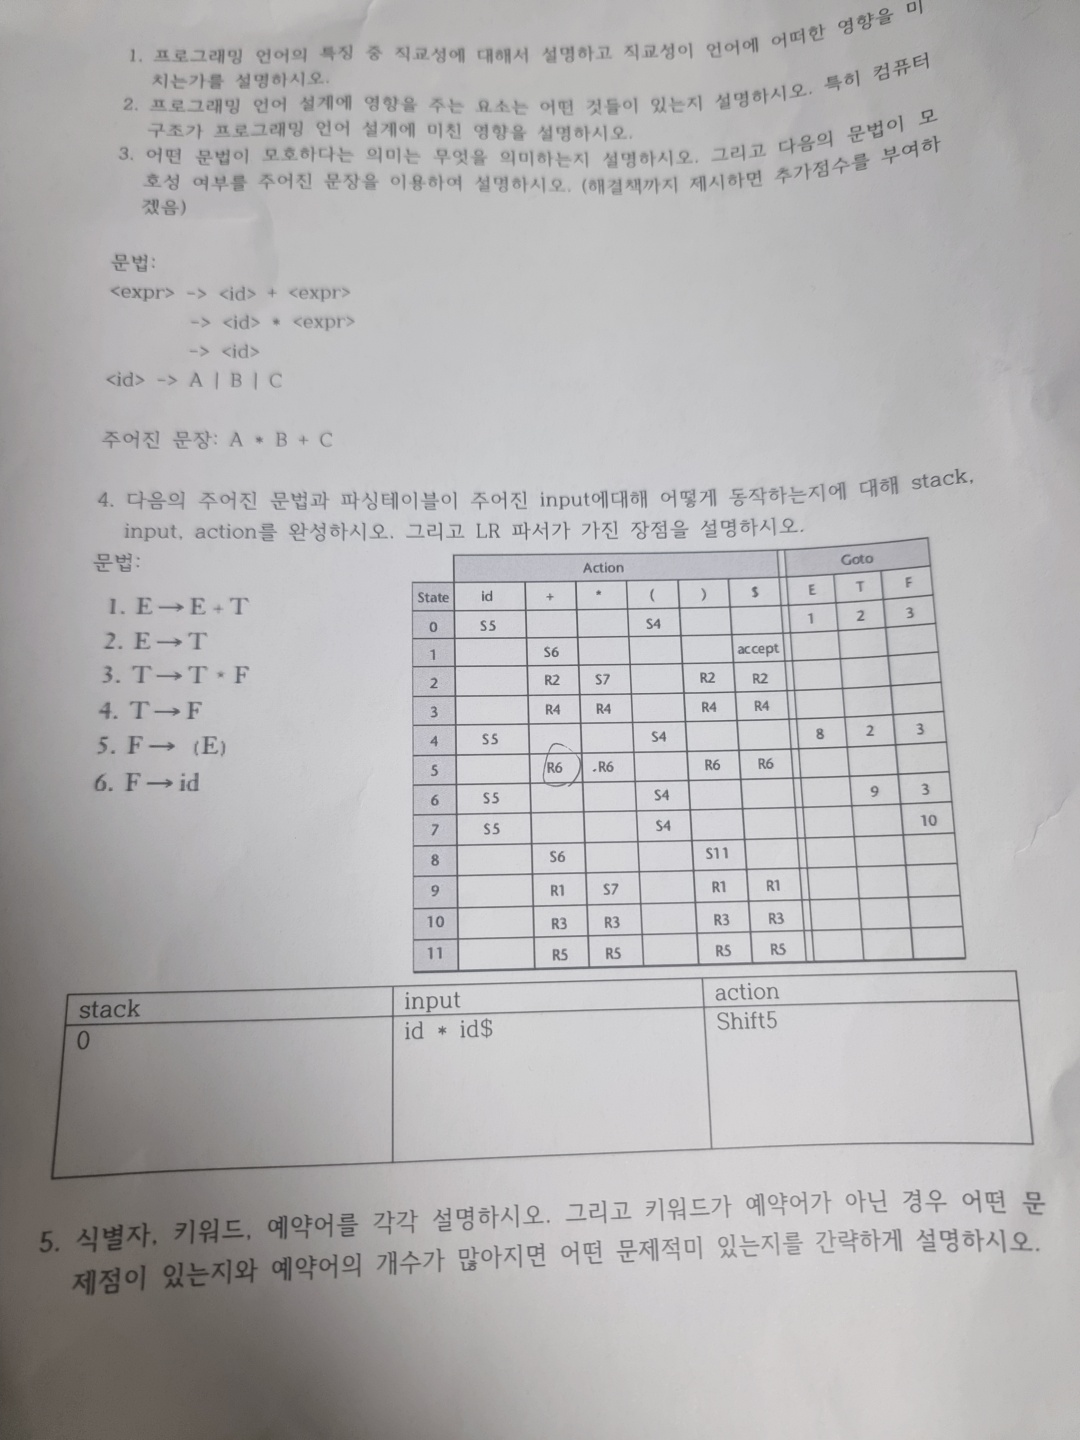 1. 프로그래밍 언어의 특징 중 직교성에 대해서 설명하고 직교성이 언어에 어떠한 영향을 미
치는가를 설명하시오.
2. 프로그래밍 언어 설계에 영향을 주는 요소는 어떤 것들이 있는지 설명하시오. 특히 컴퓨터
구조가 프로그래밍 언어 설계에 미친 영향을 설명하시오.
3. 어떤 문법이 모호하다는 의미는 무엇을 의미하는지 설명하시오. 그리고 다음의 문법이 모
호성 여부를 주어진 문장을 이용하여 설명하시오. (해결책까지 제시하면 추가점수를 부여하
겠음)
문법:
<expr> -> <id> + <expr>
-> <id> * <expr>
-> <id>
<id> -> A | B | C
주어진 문장: A * B + C
4. 다음의 주어진 문법과 파싱테이블이 주어진 input에대해 어떻게 동작하는지에 대해 stack,
input, action를 완성하시오. 그리고 LR 파서가 가진 장점을 설명하시오.
문법:
1. E → E + T
2. E → T
3. T → T * F
4. T → F
5. F → (E)
6. F → id
Action Goto
State id + * ( ) $ E T F
0 S5 S4 1 2 3
1 S6 accept
2 R2 S7 R2 R2
3 R4 R4 R4 R4
4 S5 S4 8 2 3
5 R6 .R6 R6 R6
6 S5 S4 9 3
7 S5 S4 10
8 S6 S11
9 R1 S7 R1 R1
10 R3 R3 R3 R3
11 R5 R5 R5 R5
stack input action
0 id * id$ Shift5
5. 식별자, 키워드, 예약어를 각각 설명하시오. 그리고 키워드가 예약어가 아닌 경우 어떤 문
제점이 있는지와 예약어의 개수가 많아지면 어떤 문제적미 있는지를 간략하게 설명하시오.